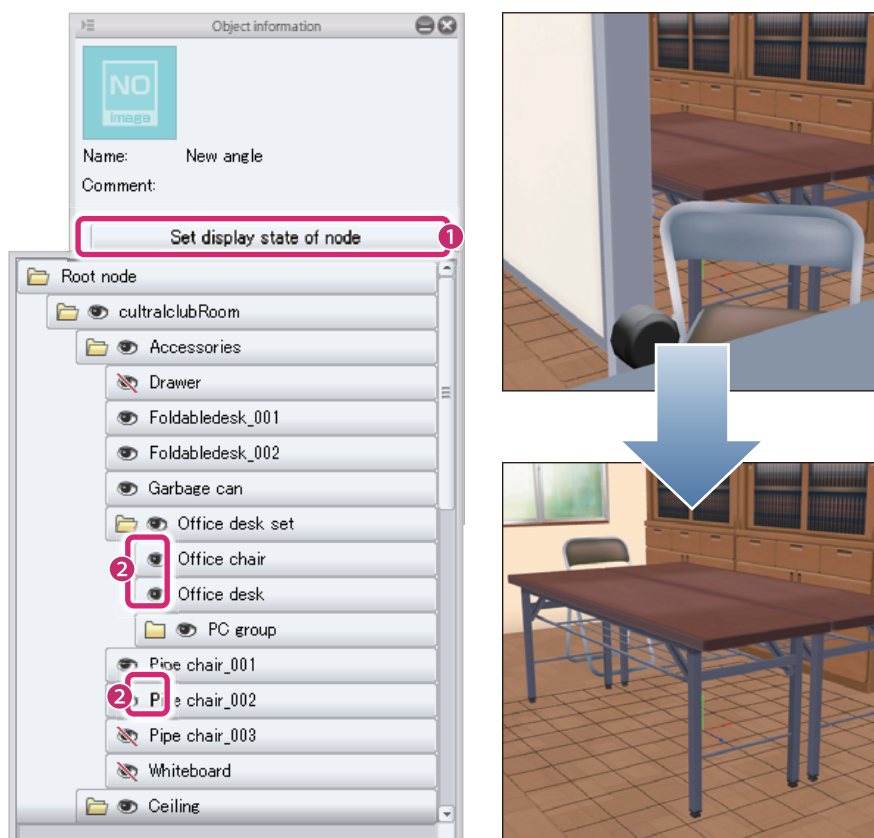 Object information
NO
image
Name: New angle
Comment:
Set display state of node
1
Root node
cultralclubRoom
Accessories
Drawer
Foldabledesk_001
Foldabledesk_002
Garbage can
Office desk set
2
Office chair
Office desk
PC group
Pipe chair_001
2
Pipe chair_002
Pipe chair_003
Whiteboard
Ceiling